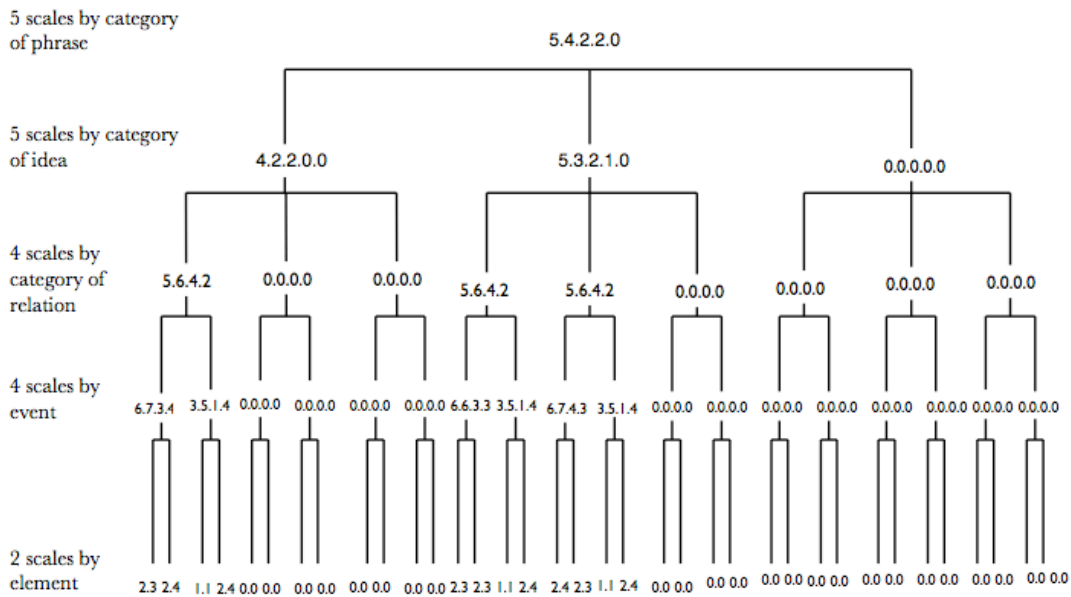 5 scales by category
of phrase
5.4.2.2.0
5 scales by category
of idea
4.2.2.0.0 5.3.2.1.0 0.0.0.0.0
4 scales by
category of
relation
5.6.4.2 0.0.0.0 0.0.0.0 5.6.4.2 5.6.4.2 0.0.0.0 0.0.0.0 0.0.0.0 0.0.0.0
4 scales by
event
6.7.3.4 3.5.1.4 0.0.0.0 0.0.0.0 0.0.0.0 0.0.0.0 6.6.3.3 3.5.1.4 6.7.4.3 3.5.1.4 0.0.0.0 0.0.0.0 0.0.0.0 0.0.0.0 0.0.0.0 0.0.0.0 0.0.0.0 0.0.0.0
2 scales by
element
2.3 2.4 1.1 2.4 0.0 0.0 0.0 0.0 0.0 0.0 0.0 0.0 2.3 2.3 1.1 2.4 2.4 2.3 1.1 2.4 0.0 0.0 0.0 0.0 0.0 0.0 0.0 0.0 0.0 0.0 0.0 0.0 0.0 0.0 0.0 0.0